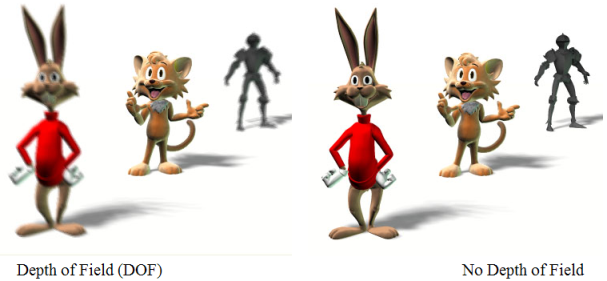 Depth of Field (DOF)
No Depth of Field